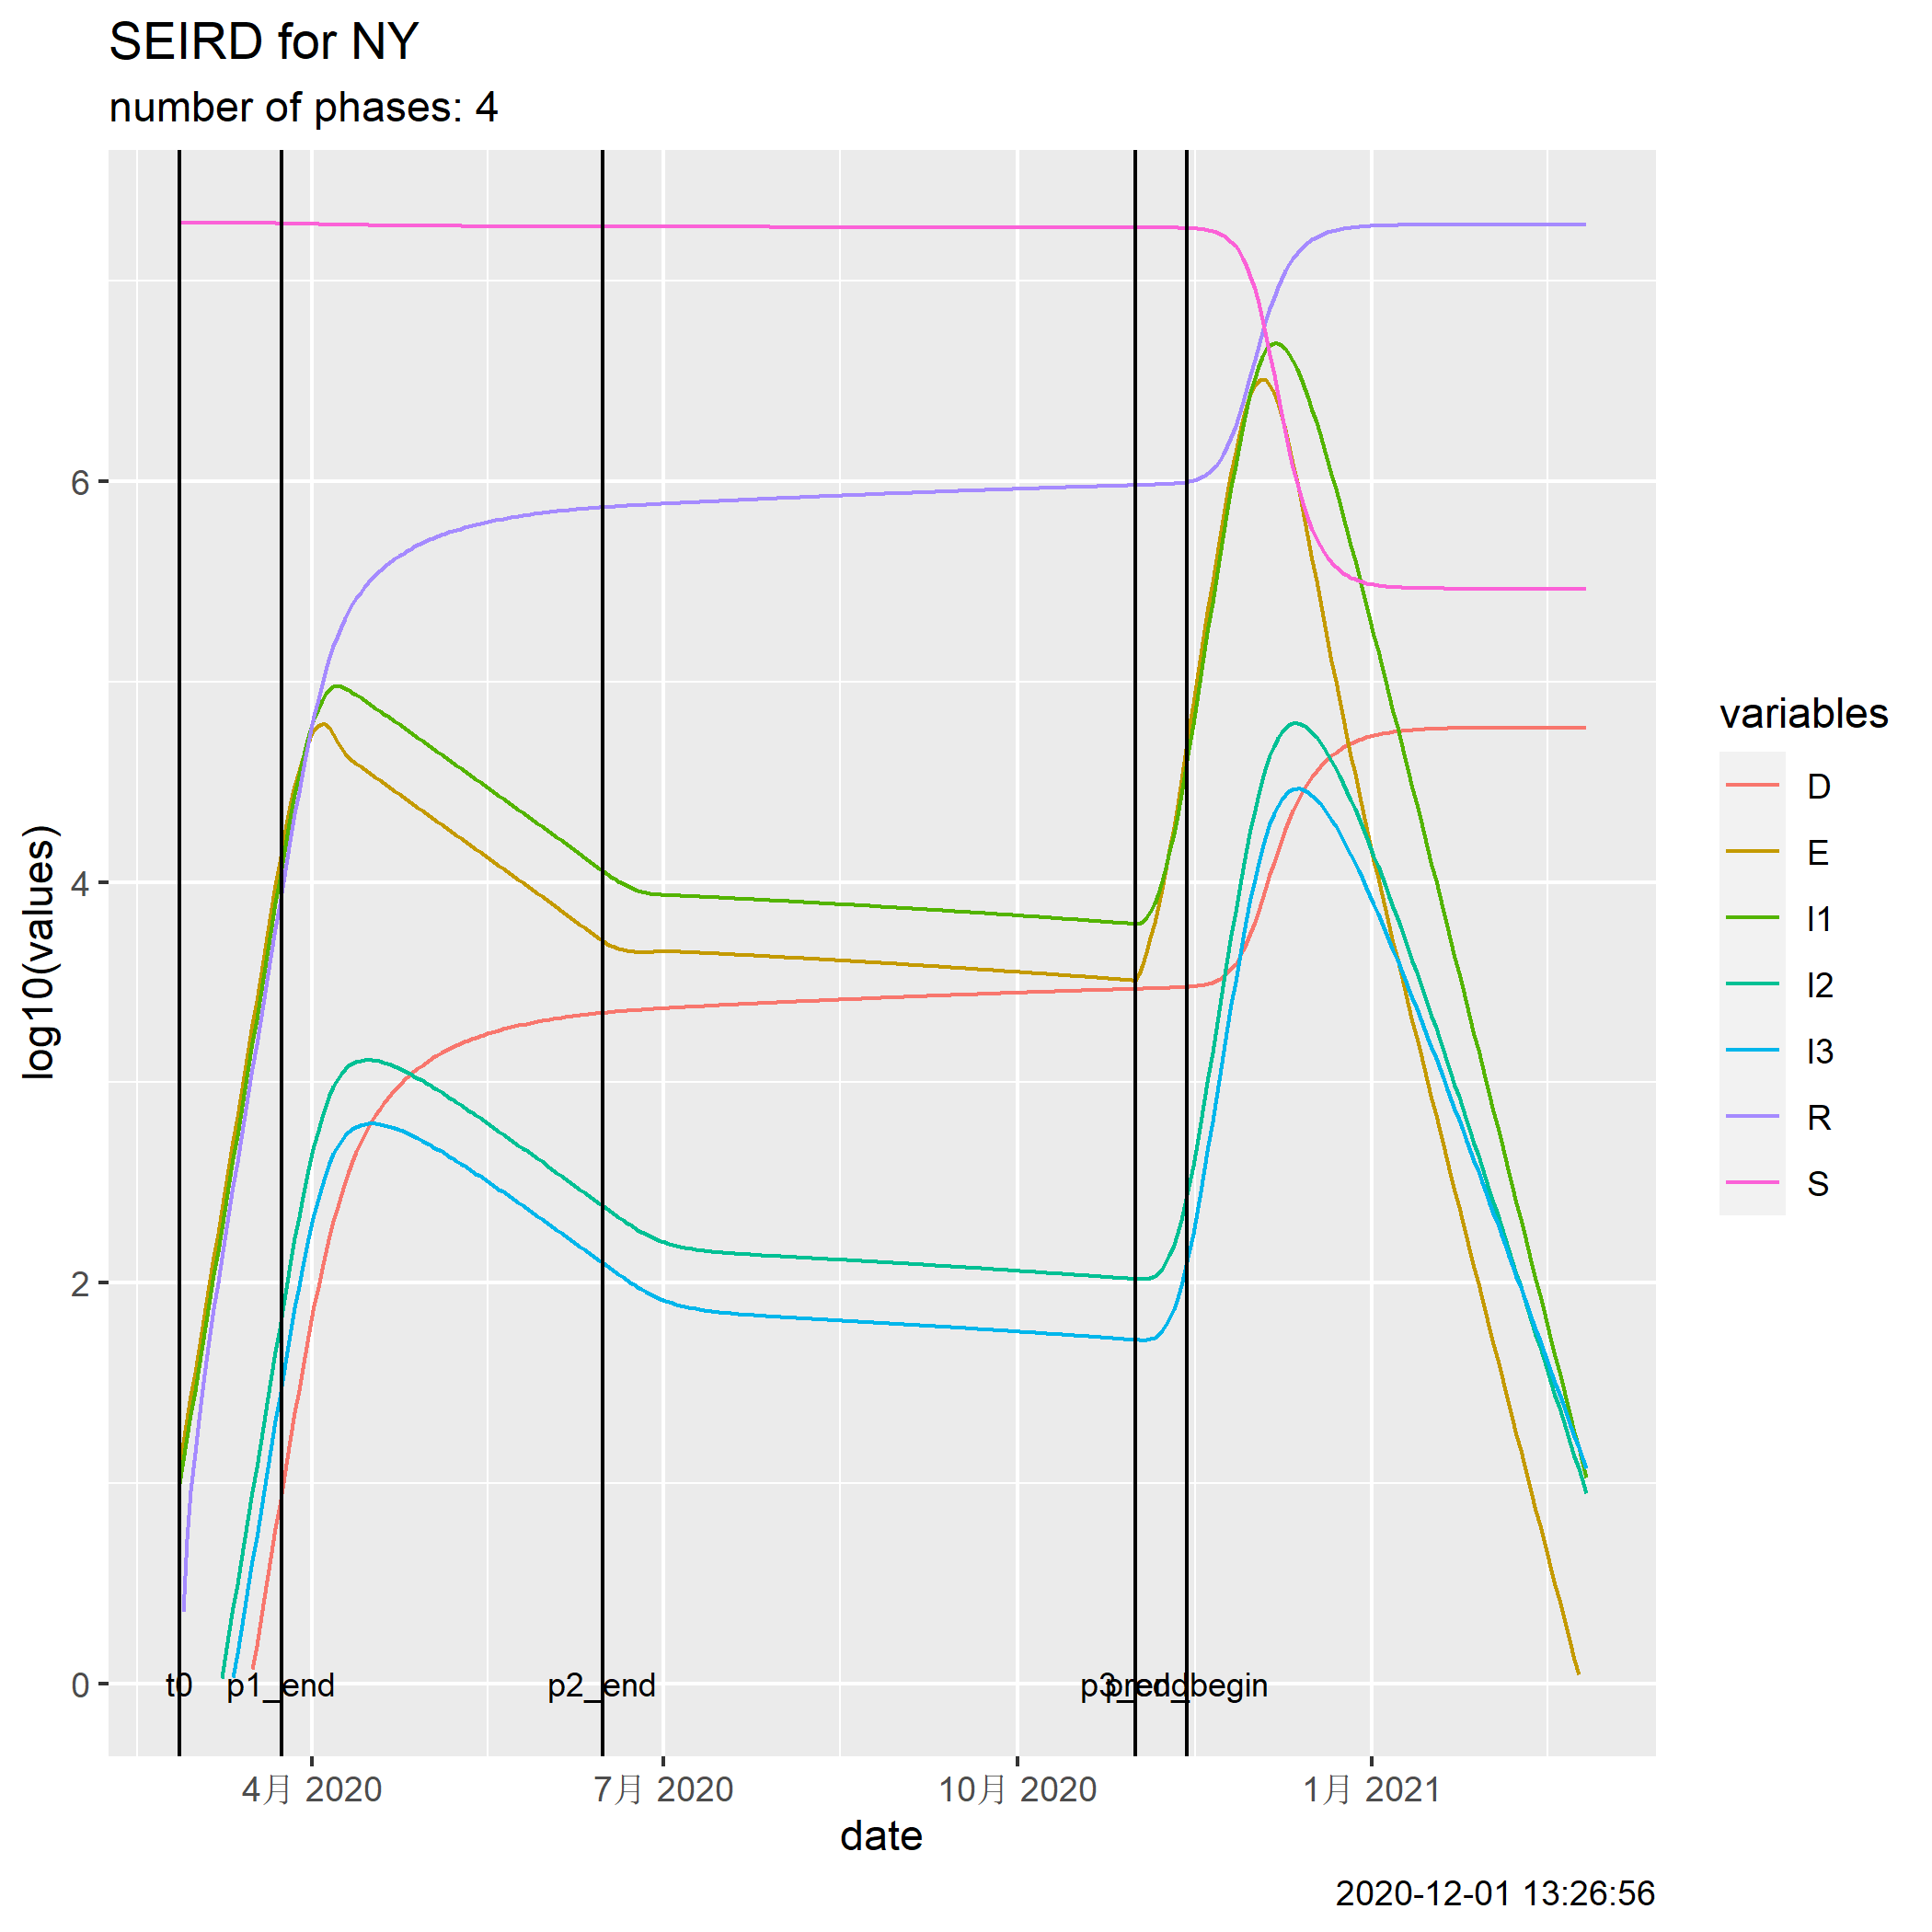 SEIRD for NY
number of phases: 4
log10(values)
6
4
2
0
t0
p1_end
p2_end
p3_end
pred_begin
4月 2020
7月 2020
10月 2020
1月 2021
date
variables
D
E
I1
I2
I3
R
S
2020-12-01 13:26:56